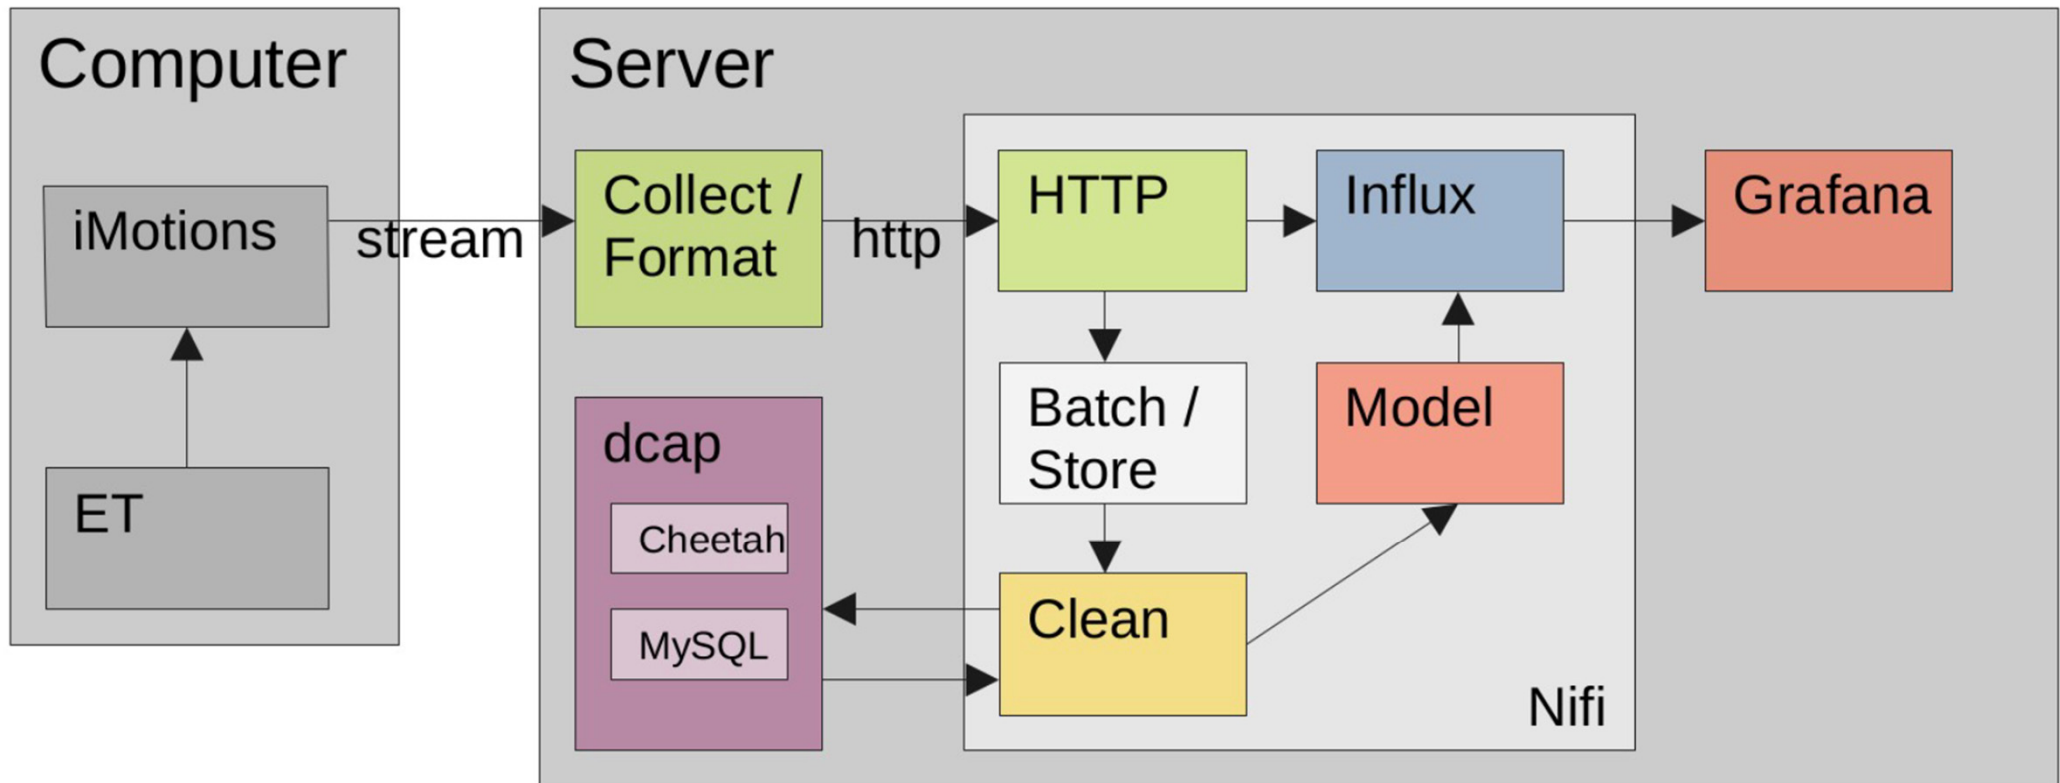 Computer
iMotions
ET
stream
Server
Collect /
Format
http
dcap
Cheetah
MySQL
HTTP
Influx
Grafana
Batch /
Store
Model
Clean
Nifi